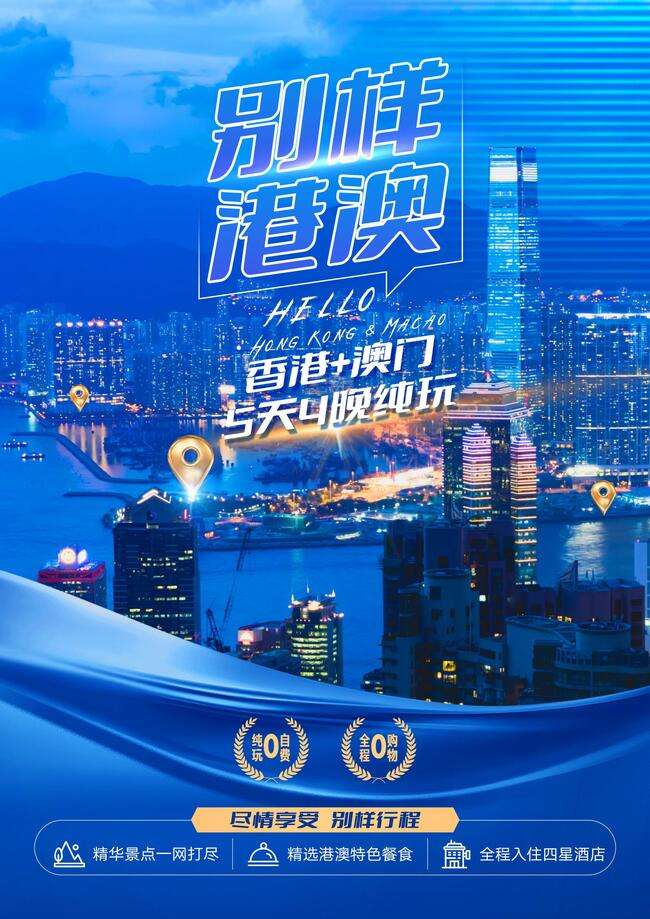 别样
港澳
HELLO
HONG KONG & MACAO
香港+澳门
5天4晚纯玩
纯玩0自费
全程0购物
尽情享受 别样行程
精华景点一网打尽
精选港澳特色餐食
全程入住四星酒店